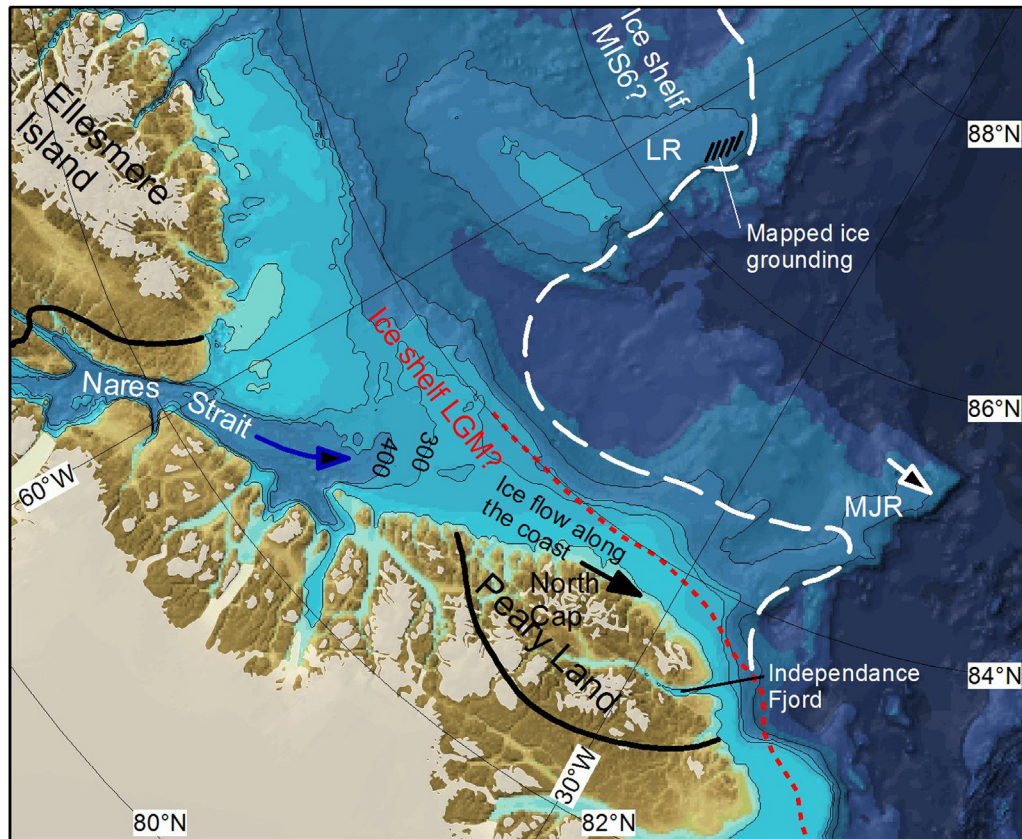 Ice shelf
MIS6?
Ellesmere
Island
88°N
LR
Mapped ice
grounding
Ice shelf LGM?
Nares
Strait
400
300
86°N
60°W
MJR
Ice flow along
the coast
North
Cap
Peary Land
Independance
Fjord
84°N
30°W
80°N
82°N